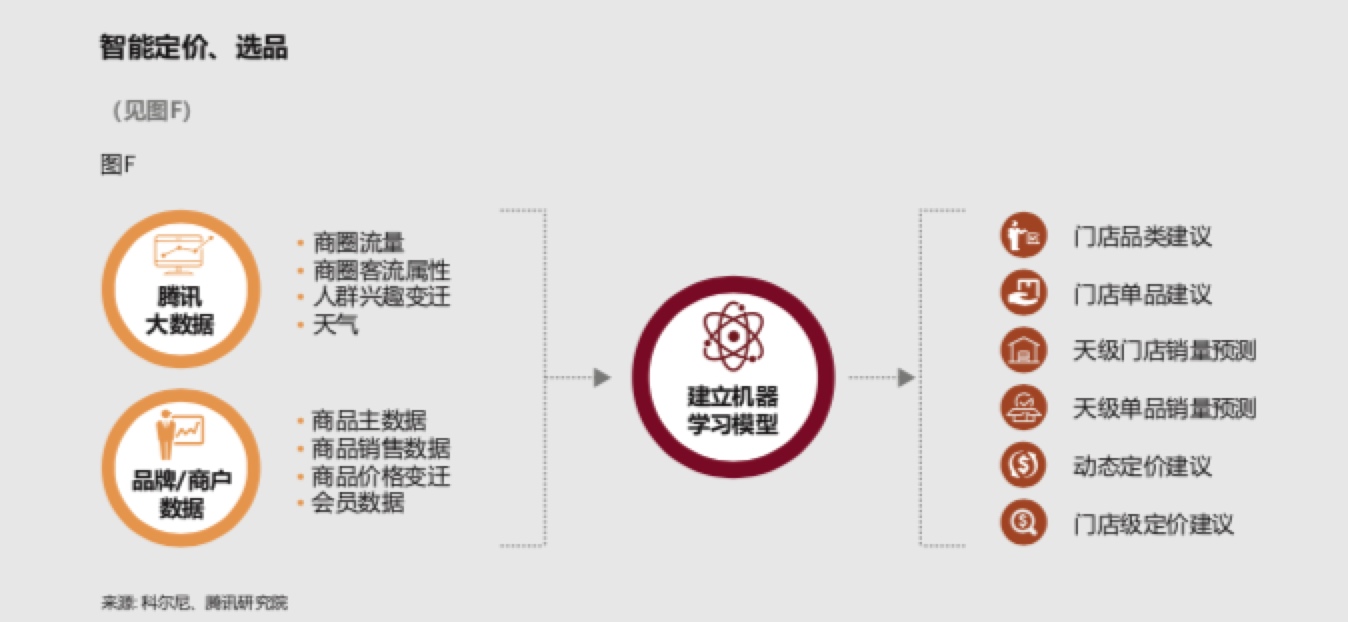 智能定价、选品
（见图F)
图F
腾讯
大数据
• 商圈流量
• 商圈客流属性
• 人群兴趣变迁
• 天气
品牌/商户
数据
• 商品主数据
• 商品销售数据
• 商品价格变迁
• 会员数据
建立机器
学习模型
门店品类建议
门店单品建议
天级门店销量预测
天级单品销量预测
动态定价建议
门店级定价建议
来源: 科尔尼、腾讯研究院